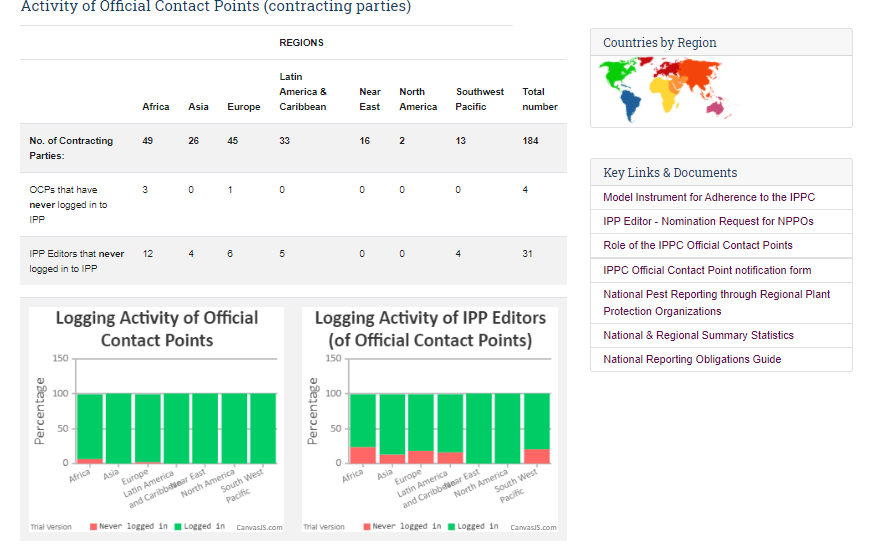 Activity of Official Contact Points (contracting parties)
REGIONS
Africa Asia Europe Latin America & Caribbean Near East North America Southwest Pacific Total number
No. of Contracting Parties: 49 26 45 33 16 2 13 184
OCPs that have never logged in to IPP 3 0 1 0 0 0 0 4
IPP Editors that never logged in to IPP 12 4 6 5 0 0 4 31
Logging Activity of Official
Contact Points
150
100
50
0
Percentage
Africa
Asia
Europe
Latin America
and Caribbean
Near East
North America
South West
Pacific
Trial Version
Never logged in
Logged in
CanvasJS.com
Logging Activity of IPP Editors
(of Official Contact Points)
150
100
50
0
Percentage
Africa
Asia
Europe
Latin America
and Caribbean
Near East
North America
South West
Pacific
Trial Version
Never logged in
Logged in
CanvasJS.com
Countries by Region
Key Links & Documents
Model Instrument for Adherence to the IPPC
IPP Editor - Nomination Request for NPPOs
Role of the IPPC Official Contact Points
IPPC Official Contact Point notification form
National Pest Reporting through Regional Plant
Protection Organizations
National & Regional Summary Statistics
National Reporting Obligations Guide